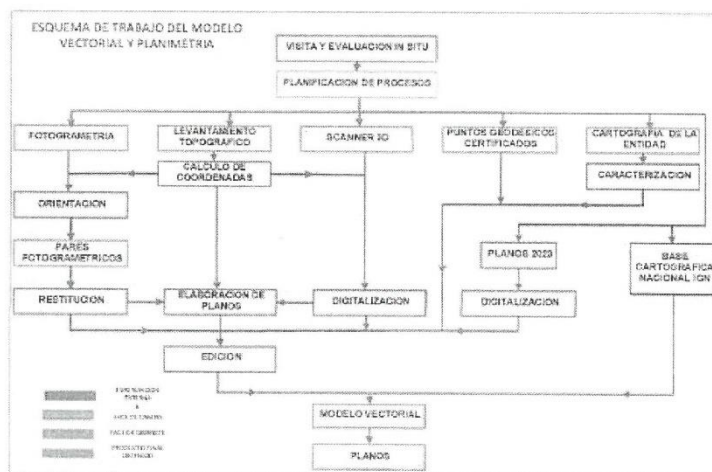 ESQUEMA DE TRABAJO DEL MODELO
VECTORIAL Y PLANIMETRIA
VISITA Y EVALUACION IN SITU
PLANIFICACION DE PROCESOS
FOTOGRAMETRIA
LEVANTAMIENTO
TOPOGRAFICO
SCANNER 3D
PUNTOS GEODESICOS
CERTIFICADOS
CARTOGRAFIA DE LA
ENTIDAD
CALCULO DE
COORDENADAS
CARACTERIZACION
ORIENTACION
PARES
FOTOGRAMETRICOS
PLANOS 2023
BASE
CARTOGRAFICA
NACIONAL IGN
RESTITUCION
ELABORACION DE
PLANOS
DIGITALIZACION
DIGITALIZACION
EDICION
MODELO VECTORIAL
PLANOS